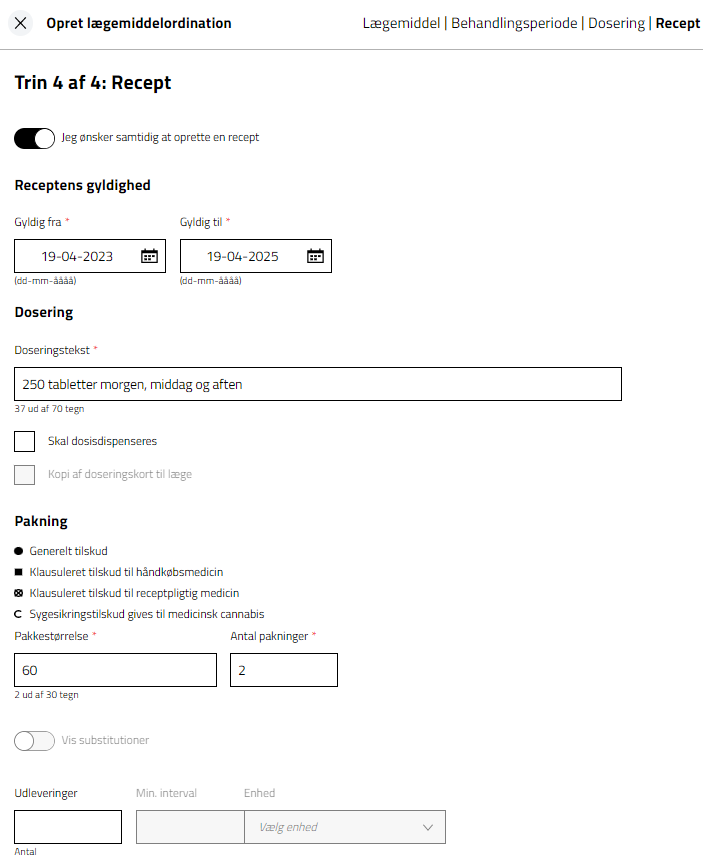 Opret lægemiddelordination
Lægemiddel | Behandlingsperiode | Dosering | Recept
Trin 4 af 4: Recept
Jeg ønsker samtidig at oprette en recept
Receptens gyldighed
Gyldig fra * Gyldig til *
19-04-2023 19-04-2025
(dd-mm-åååå) (dd-mm-åååå)
Dosering
Doseringstekst *
250 tabletter morgen, middag og aften
37 ud af 70 tegn
Skal dosisdispenseres
Kopi af doseringskort til læge
Pakning
Generelt tilskud
Klausuleret tilskud til håndkøbsmedicin
Klausuleret tilskud til receptpligtig medicin
Sygesikringstilskud gives til medicinsk cannabis
Pakkestørrelse * Antal pakninger *
60 2
2 ud af 30 tegn
Vis substitutioner
Udleveringer Min. interval Enhed
Vælg enhed
Antal